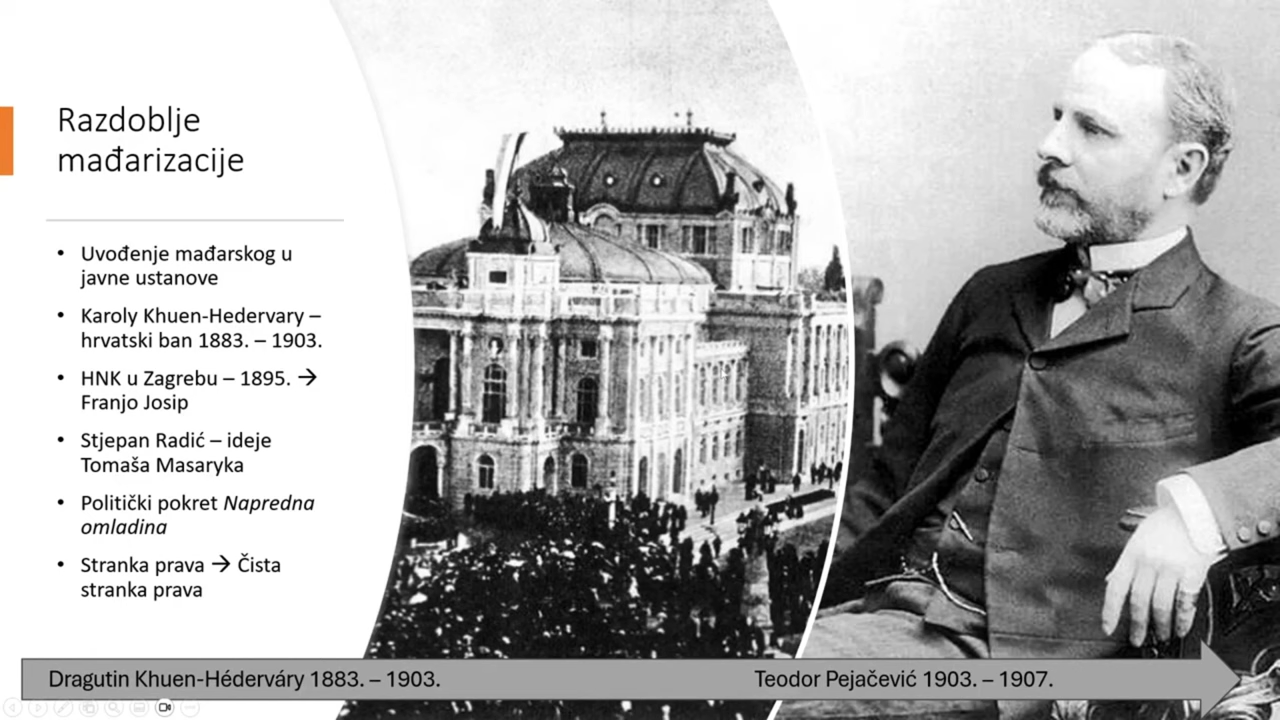 Razdoblje
mađarizacije
• Uvođenje mađarskog u
javne ustanove
• Karoly Khuen-Hedervary –
hrvatski ban 1883. – 1903.
• HNK u Zagrebu – 1895. →
Franjo Josip
• Stjepan Radić – ideje
Tomaša Masaryka
• Politički pokret Napredna
omladina
• Stranka prava → Čista
stranka prava
Dragutin Khuen-Héderváry 1883. – 1903.
Teodor Pejačević 1903. – 1907.